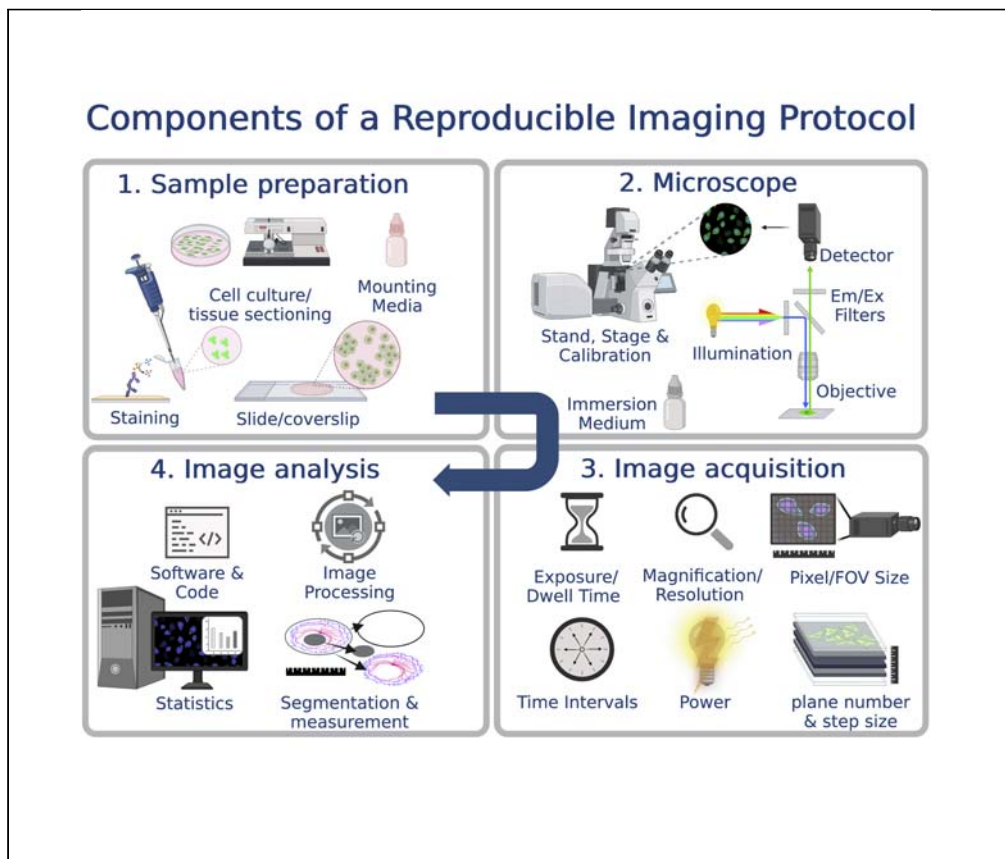 Components of a Reproducible Imaging Protocol
1. Sample preparation
Cell culture/
tissue sectioning
Mounting
Media
Staining
Slide/coverslip
2. Microscope
Detector
Em/Ex
Filters
Stand, Stage &
Calibration
Illumination
Objective
Immersion
Medium
3. Image acquisition
Exposure/
Dwell Time
Magnification/
Resolution
Pixel/FOV Size
Time Intervals
Power
plane number
& step size
4. Image analysis
</>
Software &
Code
Image
Processing
Statistics
Segmentation &
measurement